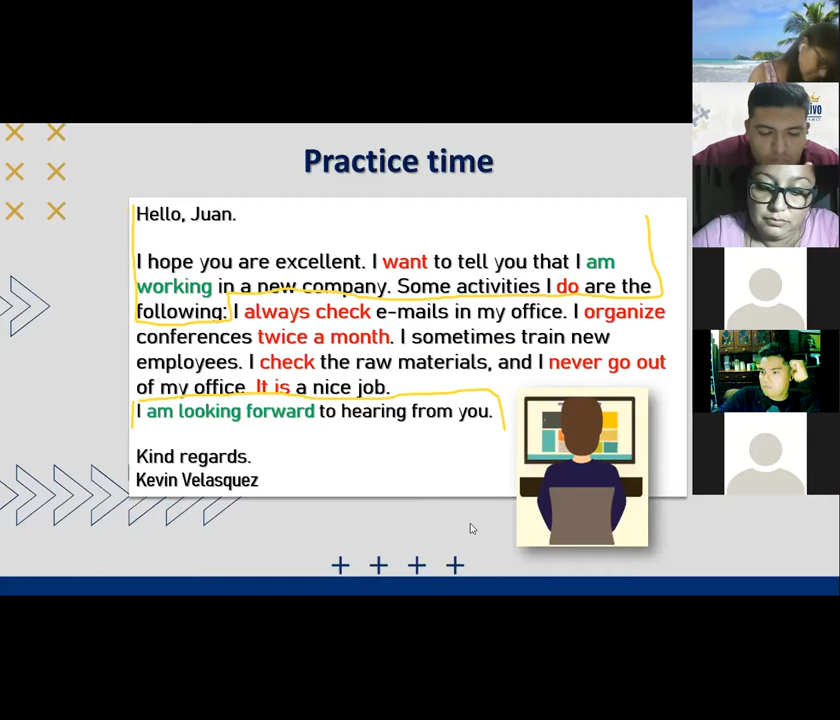 Practice time
Hello, Juan.
I hope you are excellent. I want to tell you that I am
working in a new company. Some activities I do are the
following: I always check e-mails in my office. I organize
conferences twice a month. I sometimes train new
employees. I check the raw materials, and I never go out
of my office. It is a nice job.
I am looking forward to hearing from you.
Kind regards.
Kevin Velasquez